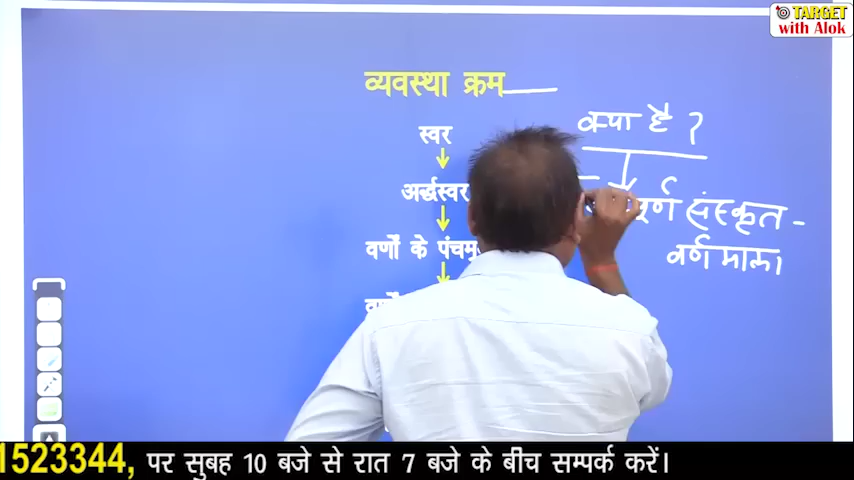 TARGET
with Alok
व्यवस्था क्रम
स्वर
क्या है ?
अर्द्धस्वर
संस्कृत -
वर्णों के
वर्णमाला
1523344, पर सुबह 10 बजे से रात 7 बजे के बीच सम्पर्क करें।